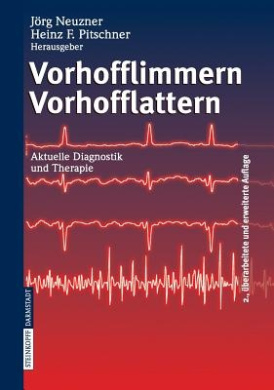 Jörg Neuzner
Heinz F. Pitschner
Herausgeber
Vorhofflimmern
Vorhofflattern
Aktuelle Diagnostik
und Therapie
2., überarbeitete und erweiterte Auflage
STEINKOPFF
DARMSTADT